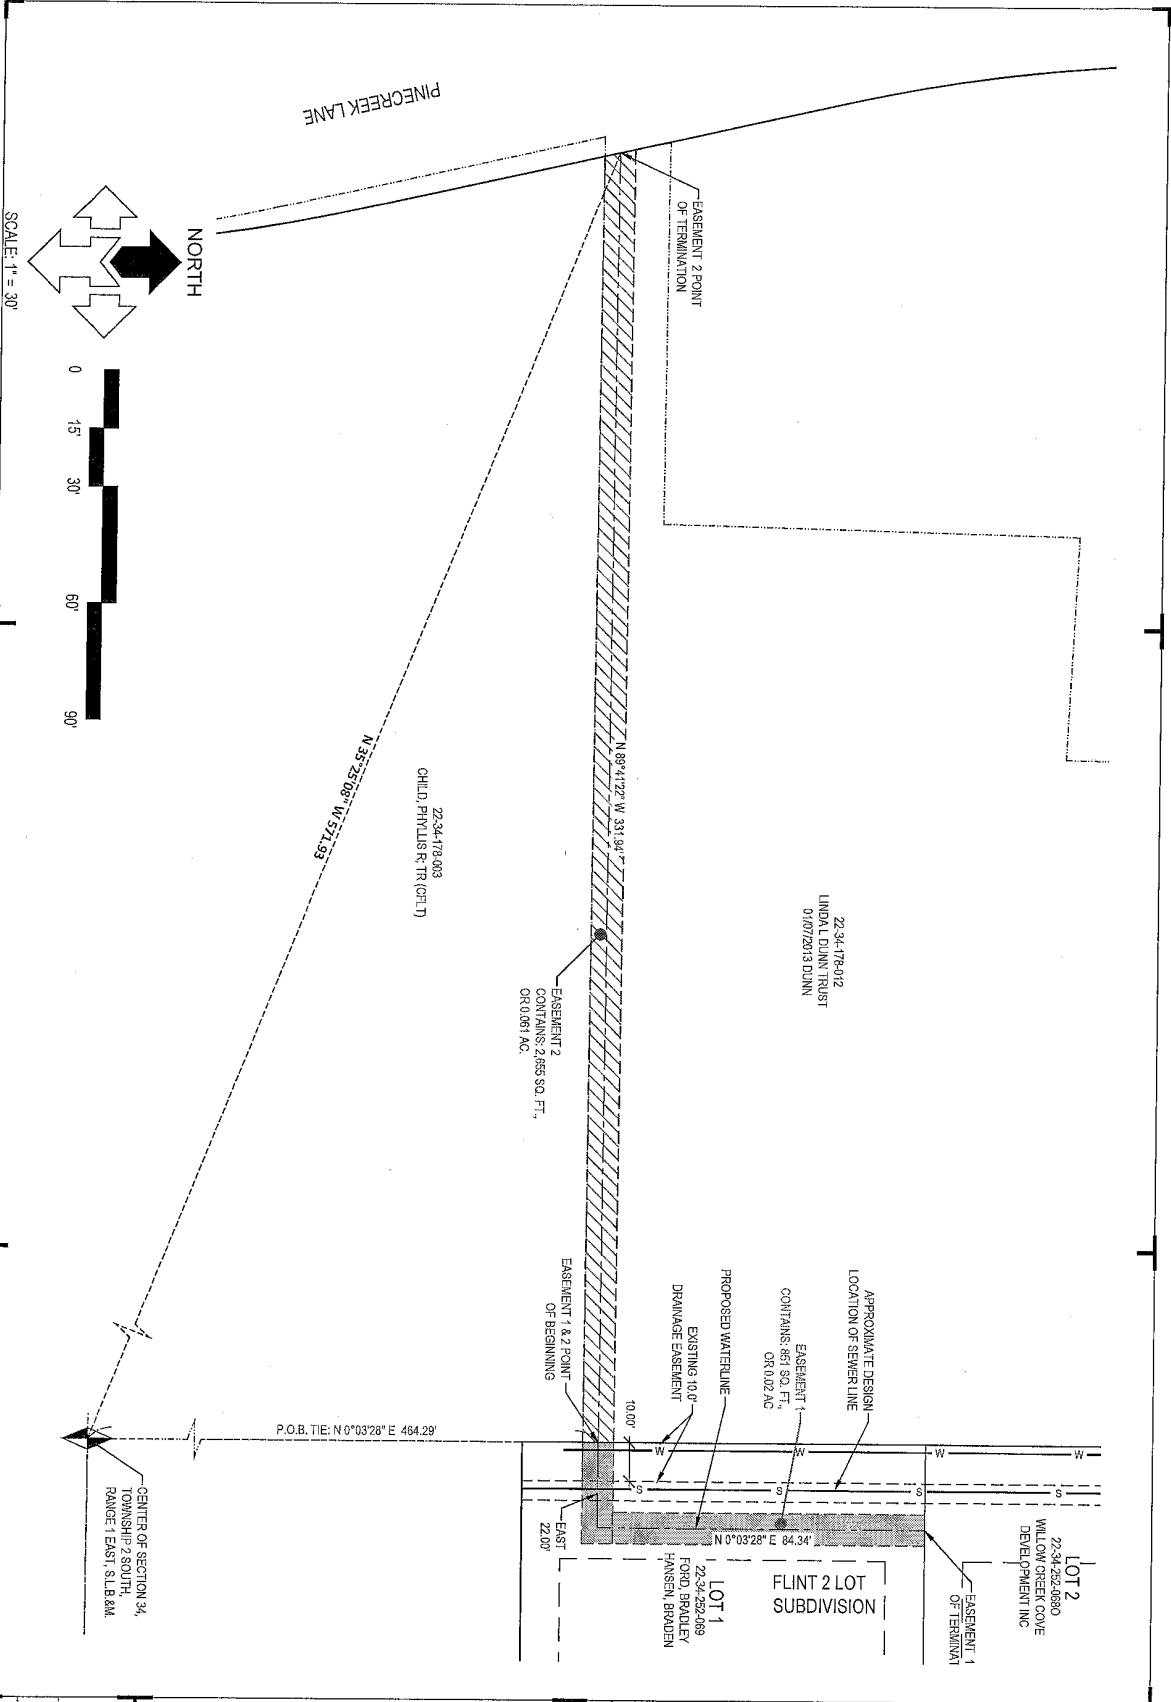 PINECREEK LANE
EASEMENT 2 POINT
OF TERMINATION
NORTH
SCALE: 1" = 30'
0
15'
30'
60'
90'
N 89°41'22" W 331.94'
N 35°25'08" W 571.93
22-34-178-003
CHILD, PHYLLIS R; TR (CFLT)
22-34-178-012
LINDA L DUNN TRUST
01/07/2013 DUNN
EASEMENT 2
CONTAINS: 2,655 SQ. FT.,
OR 0.061 AC.
APPROXIMATE DESIGN
LOCATION OF SEWER LINE
EASEMENT 1
CONTAINS: 851 SQ. FT.,
OR 0.02 AC
PROPOSED WATERLINE
EXISTING 10.0'
DRAINAGE EASEMENT
EASEMENT 1 & 2 POINT
OF BEGINNING
10.00'
P.O.B. TIE: N 0°03'28" E 464.29'
W
W
W
W
S
S
S
S
N 0°03'28" E 84.34'
EAST
22.00'
LOT 2
22-34-252-0680
WILLOW CREEK COVE
DEVELOPMENT INC
EASEMENT 1
OF TERMINAT
FLINT 2 LOT
SUBDIVISION
LOT 1
22-34-252-069
FORD, BRADLEY
HANSEN, BRADEN
CENTER OF SECTION 34,
TOWNSHIP 2 SOUTH,
RANGE 1 EAST, S.L.B.&M.